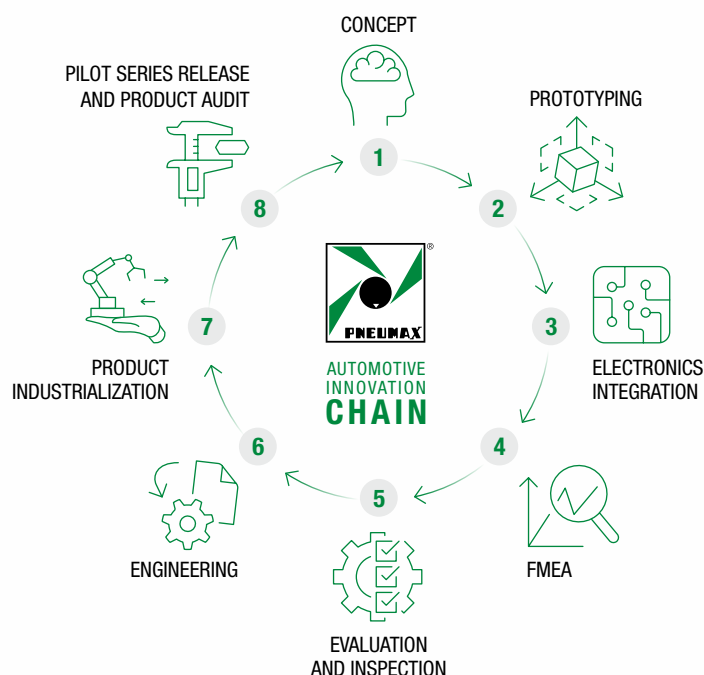 CONCEPT
1
PROTOTYPING
2
3
ELECTRONICS
INTEGRATION
4
FMEA
5
EVALUATION
AND INSPECTION
6
ENGINEERING
7
PRODUCT
INDUSTRIALIZATION
8
PILOT SERIES RELEASE
AND PRODUCT AUDIT
®
PNEUMAX
AUTOMOTIVE
INNOVATION
CHAIN